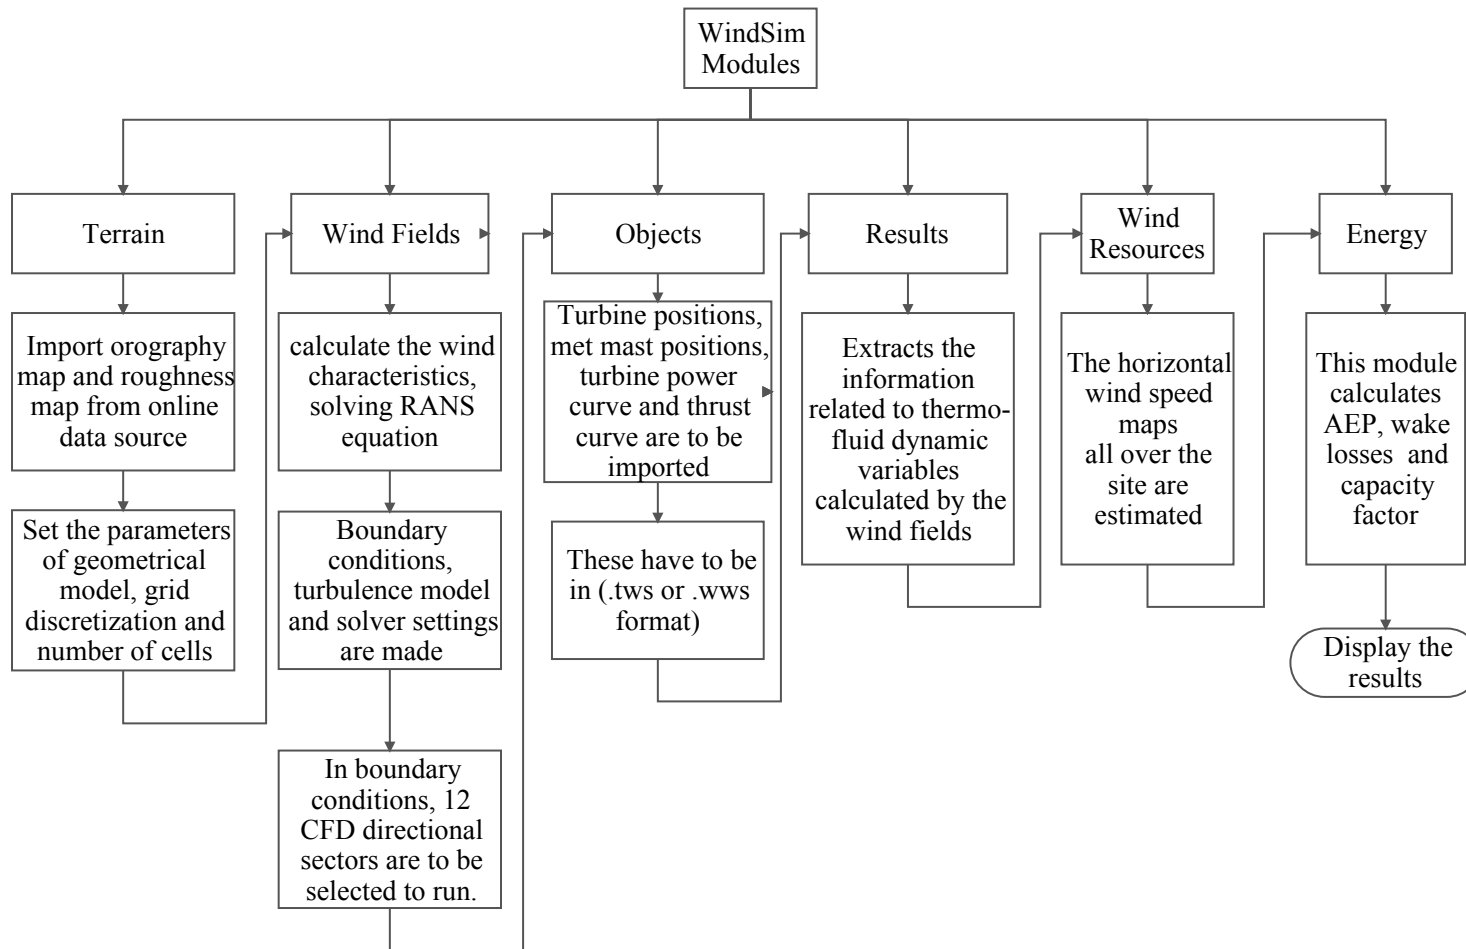 WindSim
Modules
Terrain
Wind Fields
Objects
Results
Wind
Resources
Energy
Import orography
map and roughness
map from online
data source
calculate the wind
characteristics,
solving RANS
equation
Turbine positions,
met mast positions,
turbine power
curve and thrust
curve are to be
imported
Extracts the
information
related to thermo-
fluid dynamic
variables
calculated by the
wind fields
The horizontal
wind speed
maps
all over the
site are
estimated
This module
calculates
AEP, wake
losses and
capacity
factor
Set the parameters
of geometrical
model, grid
discretization and
number of cells
Boundary
conditions,
turbulence model
and solver settings
are made
These have to be
in (.tws or .wws
format)
Display the
results
In boundary
conditions, 12
CFD directional
sectors are to be
selected to run.